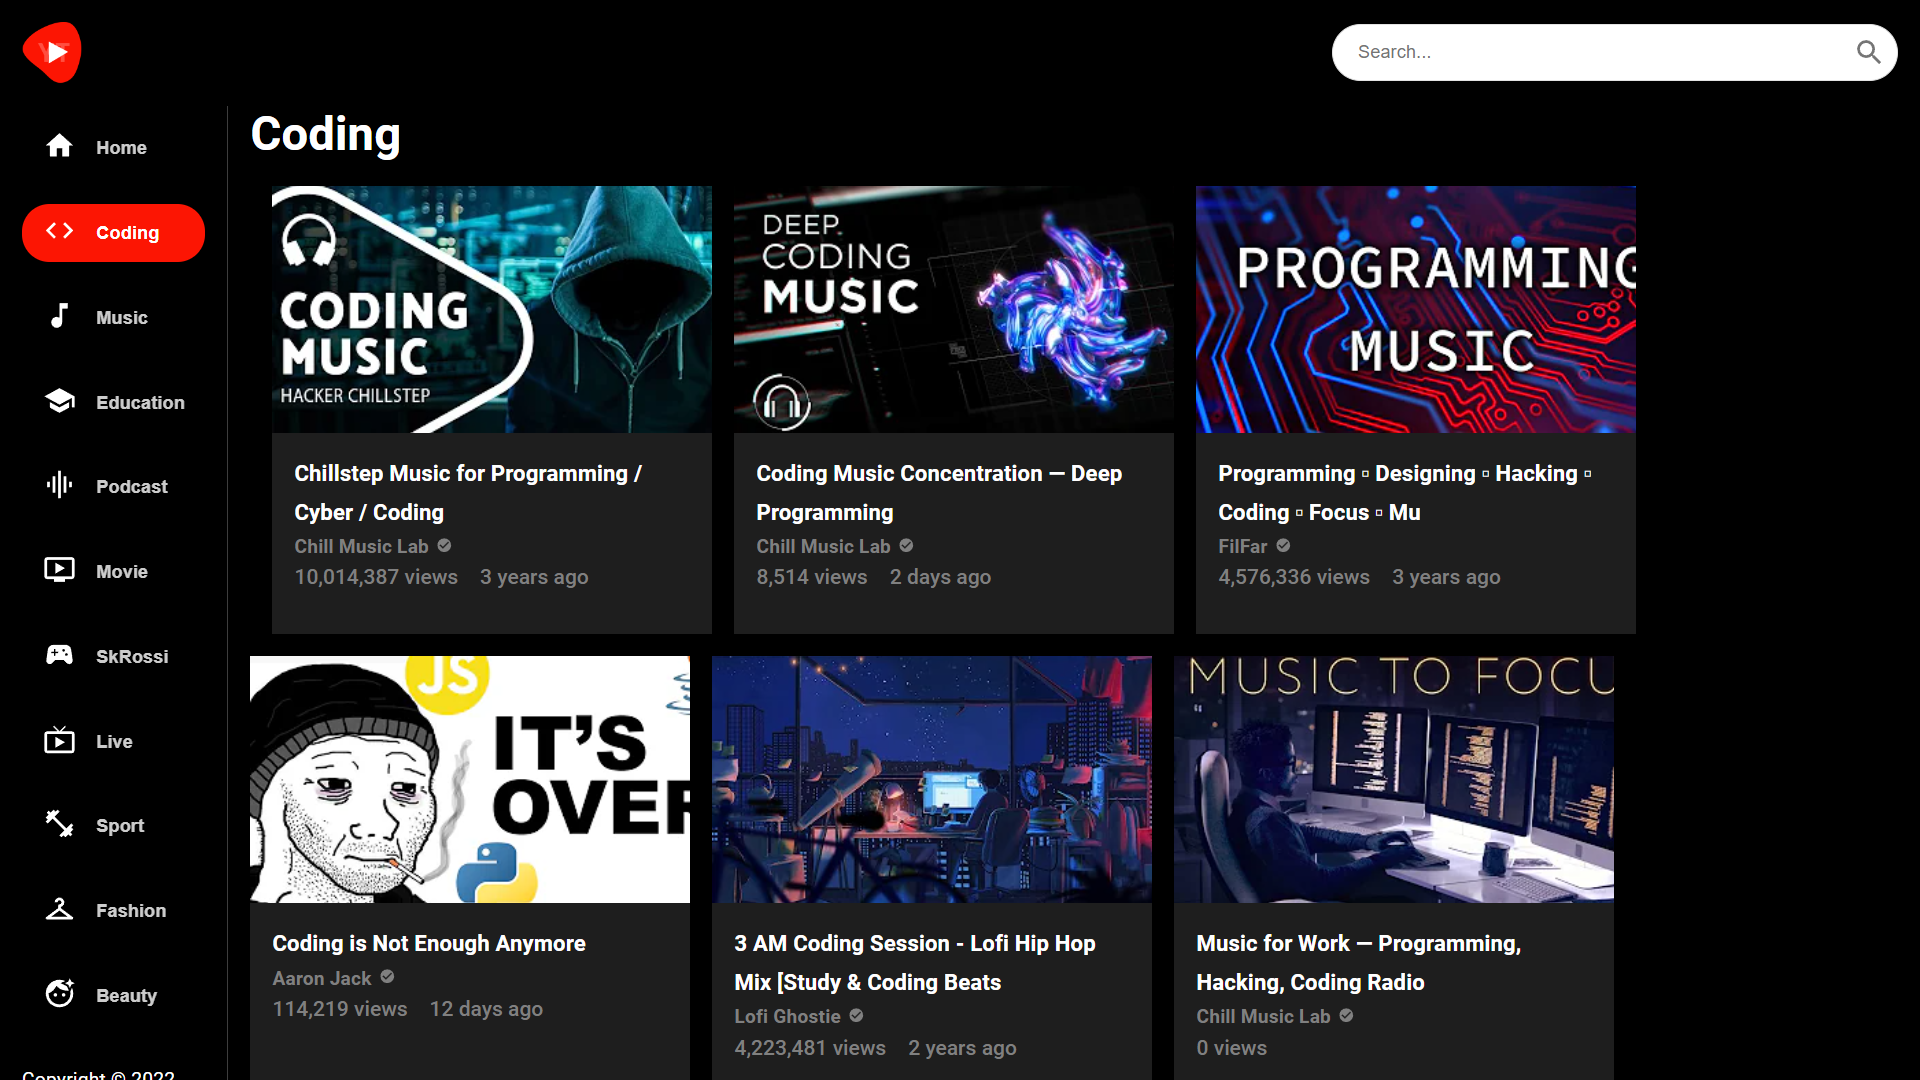 Search...
Home
Coding
Music
Education
Podcast
Movie
SkRossi
Live
Sport
Fashion
Beauty
Copyright © 2022
Coding
CODING
MUSIC
HACKER CHILLSTEP
Chillstep Music for Programming /
Cyber / Coding
Chill Music Lab
10,014,387 views 3 years ago
DEEP
CODING
MUSIC
Coding Music Concentration — Deep
Programming
Chill Music Lab
8,514 views 2 days ago
PROGRAMMING
MUSIC
Programming ▫ Designing ▫ Hacking ▫
Coding ▫ Focus ▫ Mu
FilFar
4,576,336 views 3 years ago
JS
IT'S
OVER
Coding is Not Enough Anymore
Aaron Jack
114,219 views 12 days ago
3 AM Coding Session - Lofi Hip Hop
Mix [Study & Coding Beats
Lofi Ghostie
4,223,481 views 2 years ago
MUSIC TO FOCU
Music for Work — Programming,
Hacking, Coding Radio
Chill Music Lab
0 views